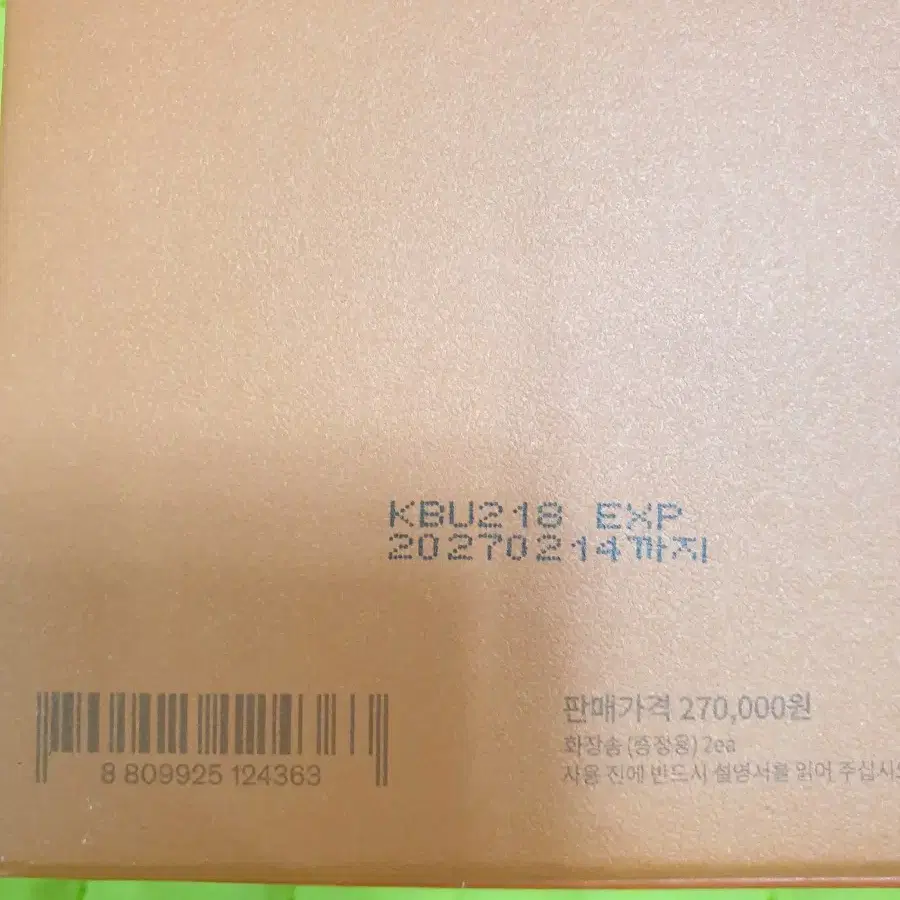 KBU218 EXP
20270214까지
8 809925 124363
판매가격 270,000원
화장솜 (증정용) 2ea
사용 전에 반드시 설명서를 읽어 주십시오